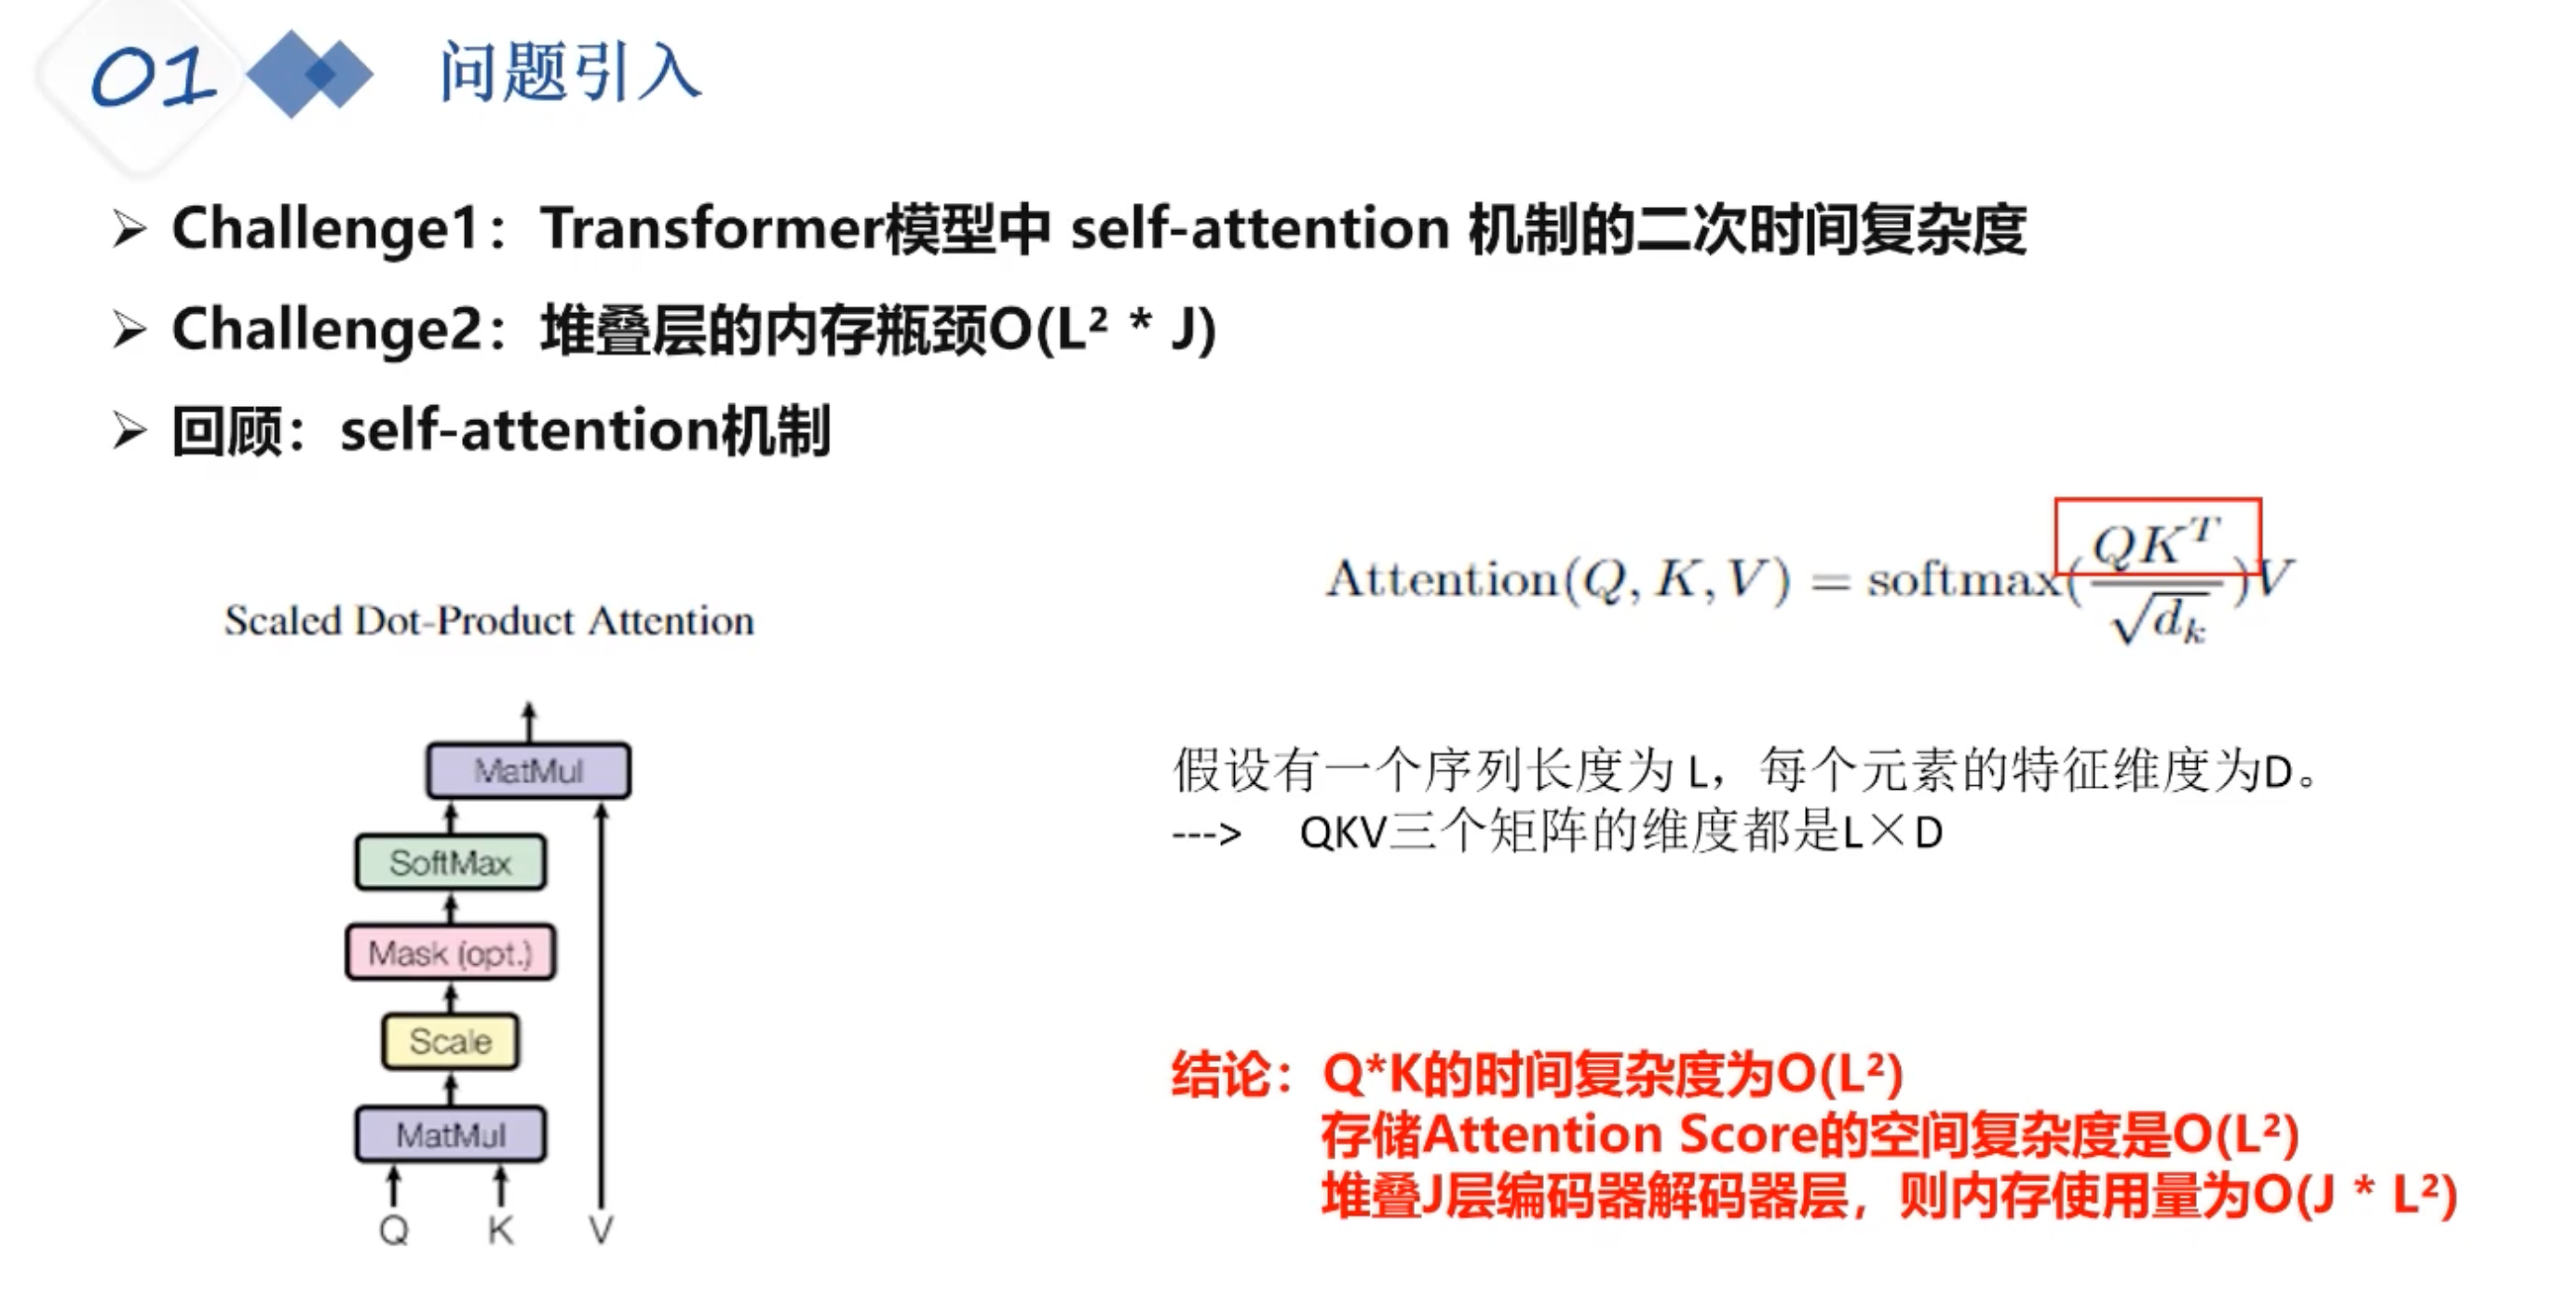 01 问题引入
➢ Challenge1：Transformer模型中 self-attention 机制的二次时间复杂度
➢ Challenge2：堆叠层的内存瓶颈O(L² * J)
➢ 回顾：self-attention机制
Attention(Q, K, V) = softmax(QK^T / √d_k)V
Scaled Dot-Product Attention
MatMul
SoftMax
Mask (opt.)
Scale
MatMul
Q K V
假设有一个序列长度为 L，每个元素的特征维度为D。
---> QKV三个矩阵的维度都是L×D
结论：Q*K的时间复杂度为O(L²)
存储Attention Score的空间复杂度是O(L²)
堆叠J层编码器解码器层，则内存使用量为O(J * L²)